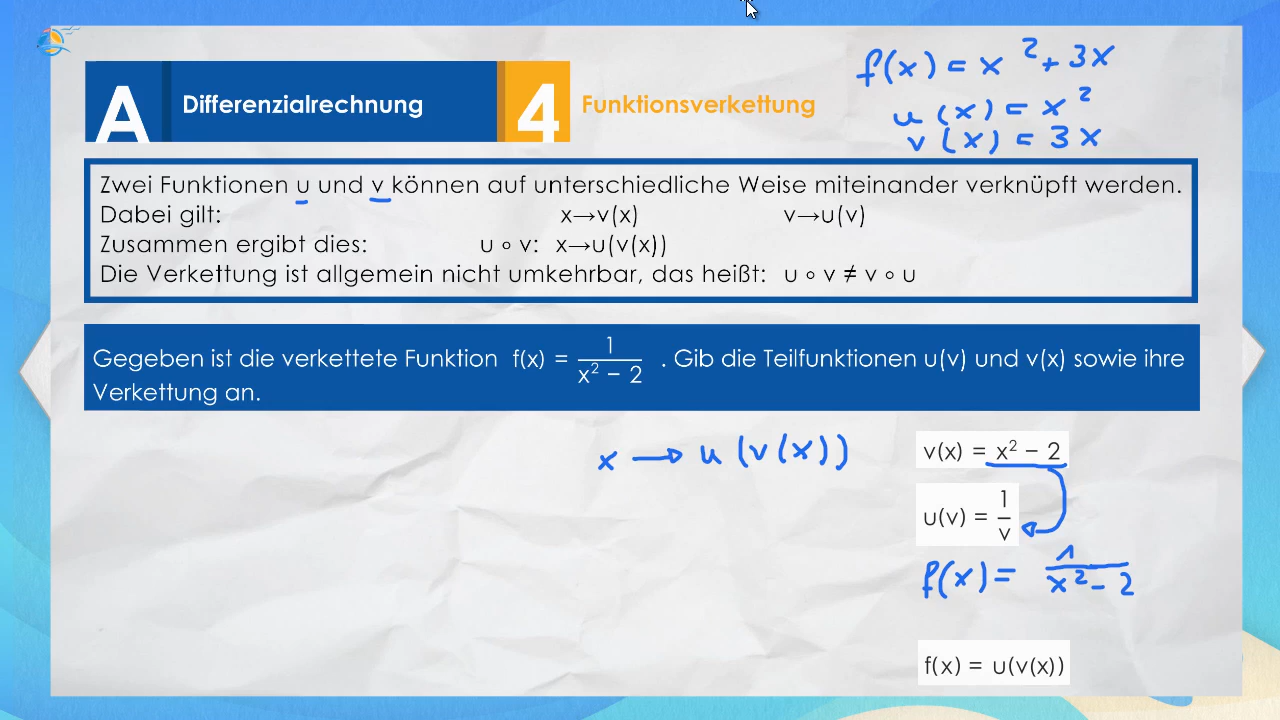 f(x) = x² + 3x
A Differenzialrechnung 4 Funktionsverkettung
u(x) = x²
v(x) = 3x
Zwei Funktionen u und v können auf unterschiedliche Weise miteinander verknüpft werden.
Dabei gilt: x→v(x) v→u(v)
Zusammen ergibt dies: u ∘ v: x→u(v(x))
Die Verkettung ist allgemein nicht umkehrbar, das heißt: u ∘ v ≠ v ∘ u
Gegeben ist die verkettete Funktion f(x) = 1/(x² − 2) . Gib die Teilfunktionen u(v) und v(x) sowie ihre
Verkettung an.
x → u(v(x)) v(x) = x² − 2
u(v) = 1/v
f(x) = 1/(x² − 2)
f(x) = u(v(x))